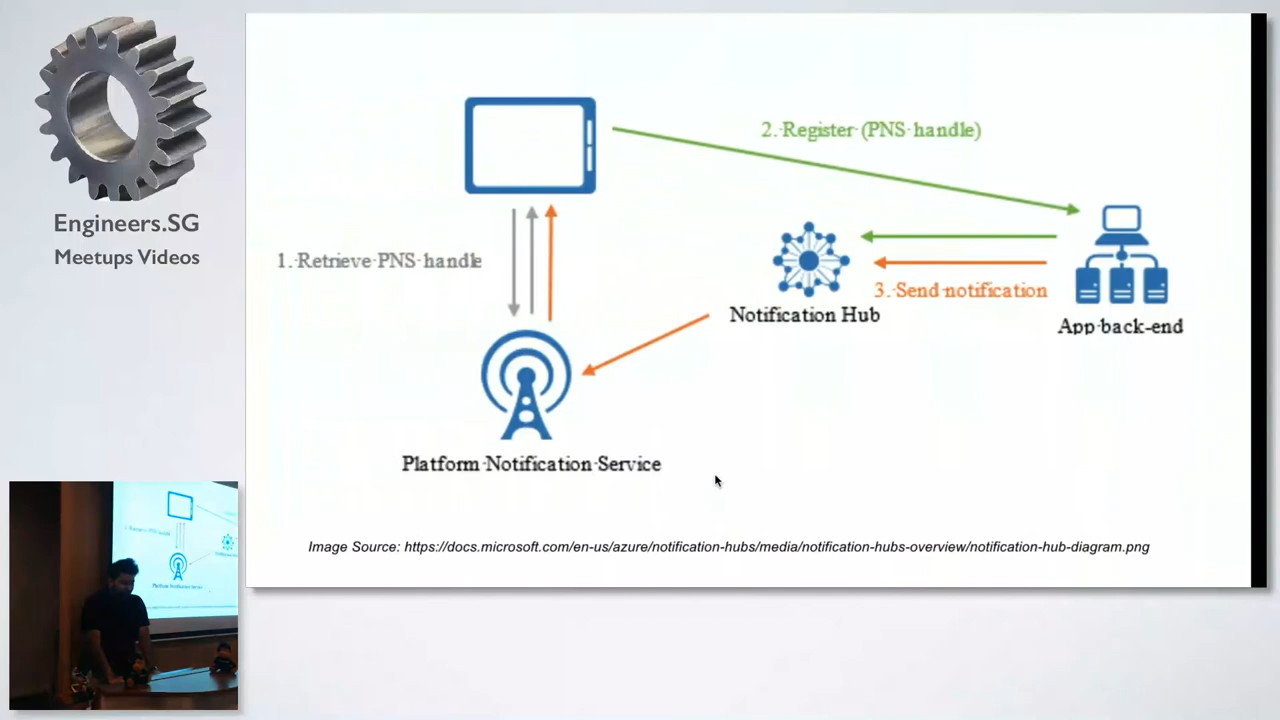 Engineers.SG
Meetups Videos
2. Register (PNS handle)
1. Retrieve PNS handle
3. Send notification
Notification Hub
App back-end
Platform Notification Service
Image Source: https://docs.microsoft.com/en-us/azure/notification-hubs/media/notification-hubs-overview/notification-hub-diagram.png